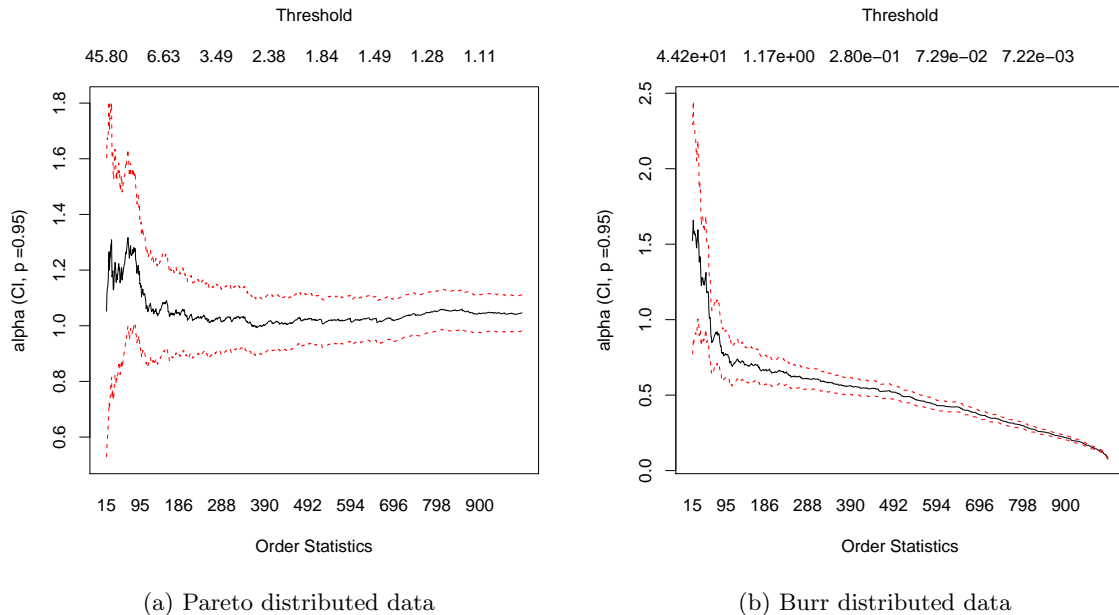 Threshold
45.80 6.63 3.49 2.38 1.84 1.49 1.28 1.11
1.8
1.6
1.4
1.2
1.0
0.8
0.6
alpha (CI, p =0.95)
15 95 186 288 390 492 594 696 798 900
Order Statistics
(a) Pareto distributed data
Threshold
4.42e+01 1.17e+00 2.80e−01 7.29e−02 7.22e−03
2.5
2.0
1.5
1.0
0.5
0.0
alpha (CI, p =0.95)
15 95 186 288 390 492 594 696 798 900
Order Statistics
(b) Burr distributed data